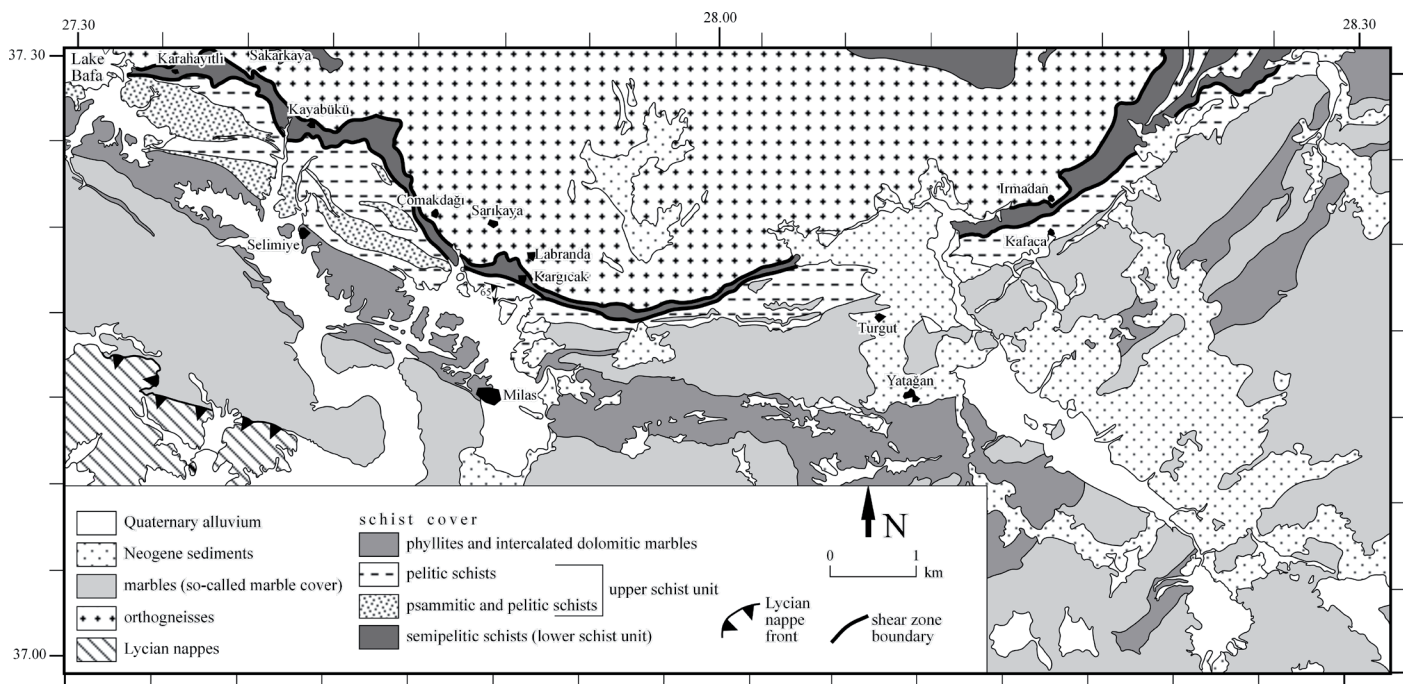 27.30
28.00
28.30
37.30
Lake
Bafa
Karahayıtlı
Sakarkaya
Kayabükü
Çomakdağı
Sarıkaya
Selimiye
Labranda
Kargıcak
65
Irmadan
Kafaca
Turgut
Yatağan
Milas
37.00
Quaternary alluvium
Neogene sediments
marbles (so-called marble cover)
orthogneisses
Lycian nappes
schist cover
phyllites and intercalated dolomitic marbles
pelitic schists
psammitic and pelitic schists
upper schist unit
semipelitic schists (lower schist unit)
N
0 1
km
Lycian
nappe
front
shear zone
boundary